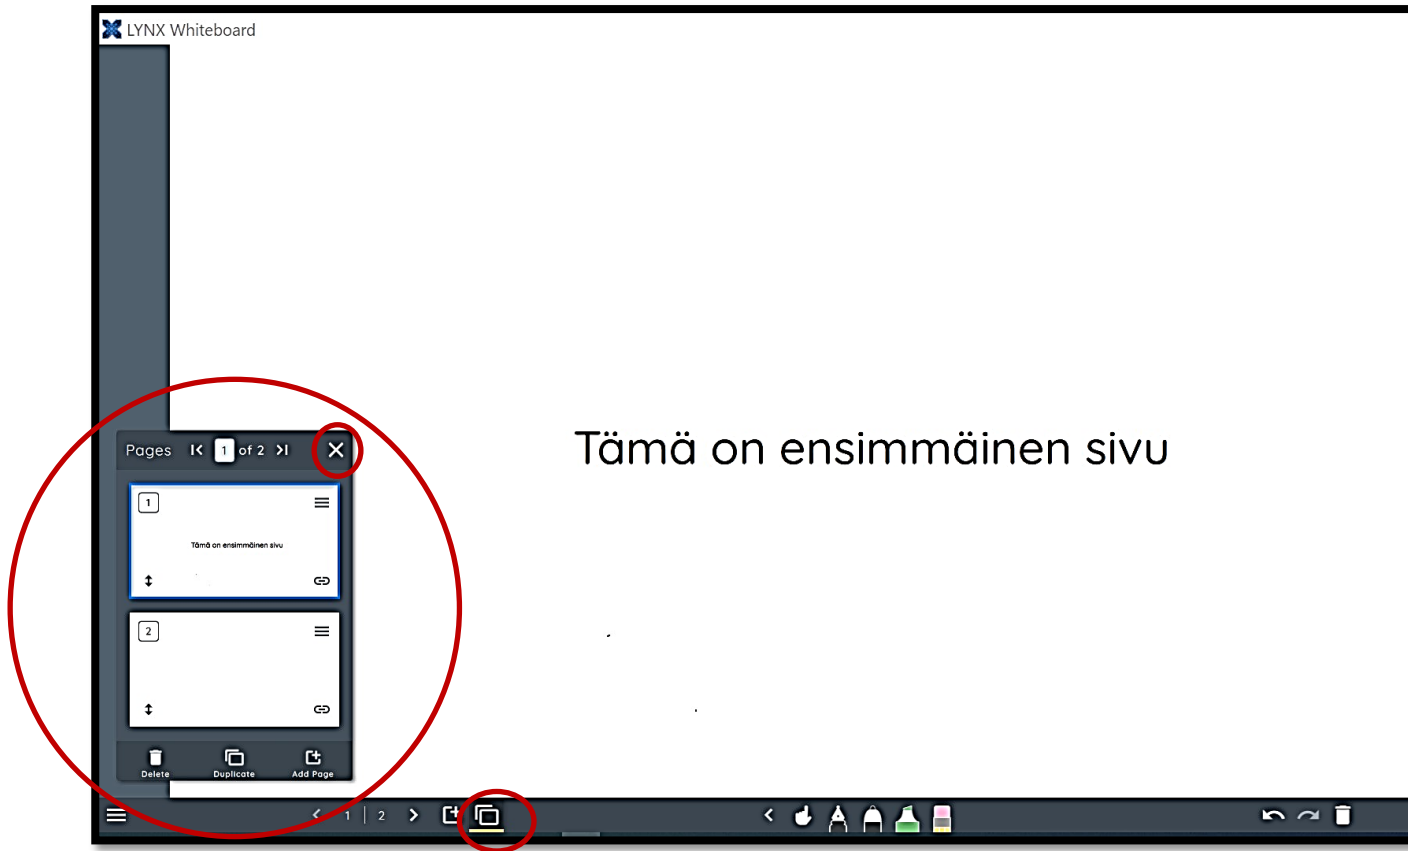 LYNX Whiteboard
Tämä on ensimmäinen sivu
Pages 1 of 2
1
Tämä on ensimmäinen sivu
2
Delete Duplicate Add Page
1 | 2